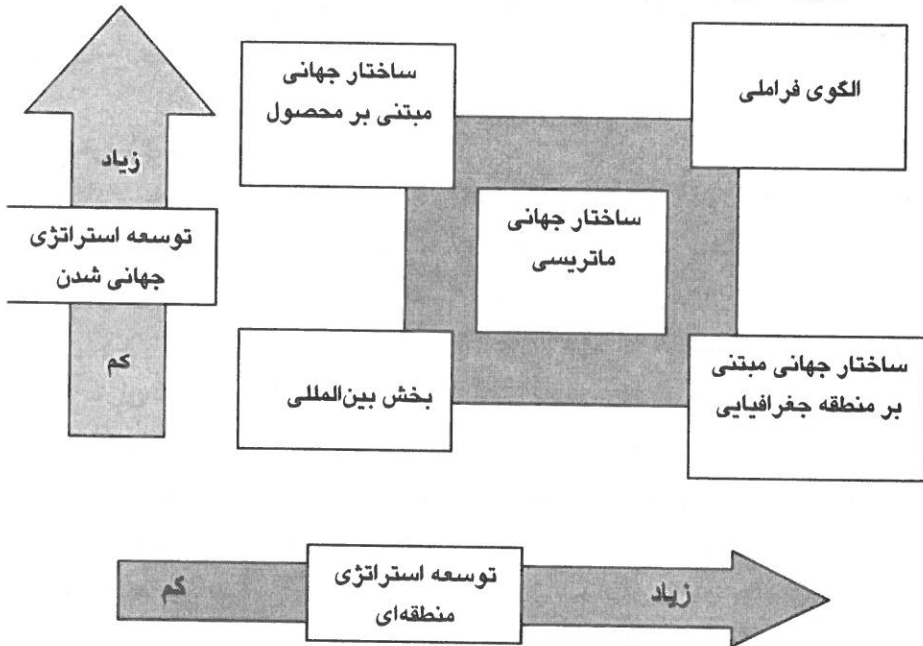 ساختار جهانی
مبتنی بر محصول
الگوی فراملی
زیاد
توسعه استراتژی
جهانی شدن
کم
ساختار جهانی
ماتریسی
بخش بین‌المللی
ساختار جهانی مبتنی
بر منطقه جغرافیایی
کم
توسعه استراتژی
منطقه‌ای
زیاد